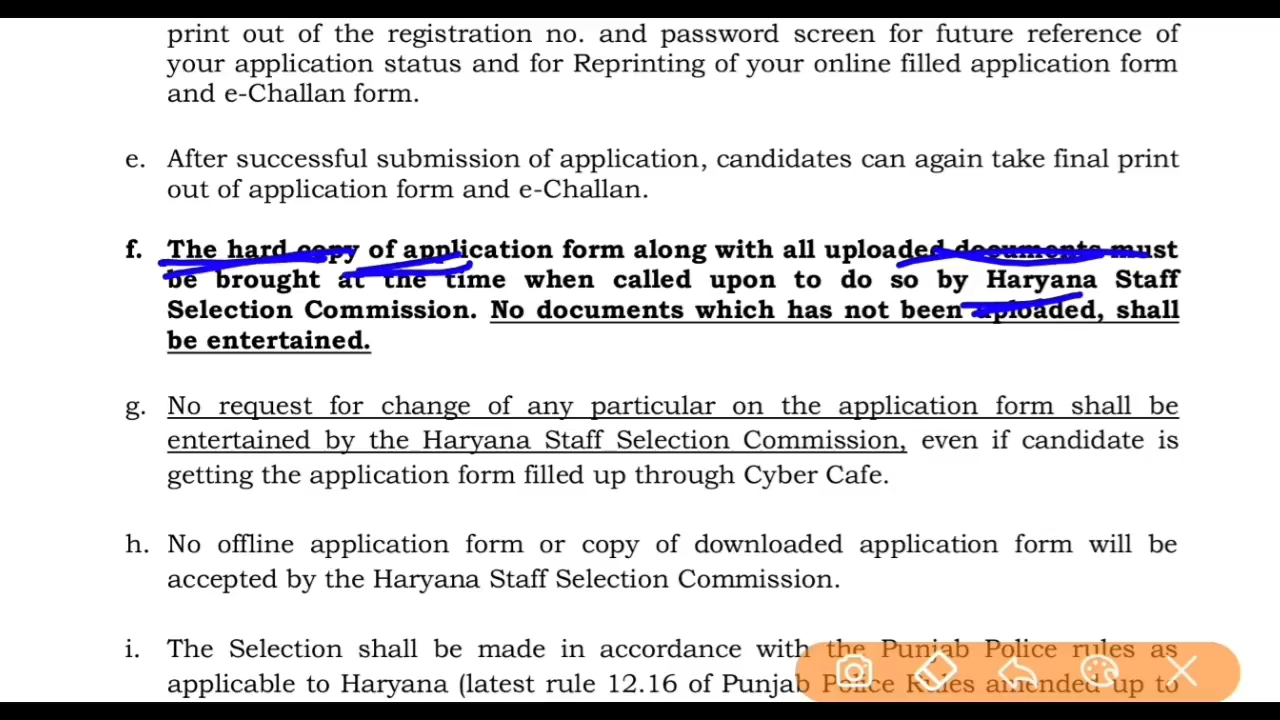 print out of the registration no. and password screen for future reference of
your application status and for Reprinting of your online filled application form
and e-Challan form.
e. After successful submission of application, candidates can again take final print
out of application form and e-Challan.
f. The hard copy of application form along with all uploaded documents must
be brought at the time when called upon to do so by Haryana Staff
Selection Commission. No documents which has not been uploaded, shall
be entertained.
g. No request for change of any particular on the application form shall be
entertained by the Haryana Staff Selection Commission, even if candidate is
getting the application form filled up through Cyber Cafe.
h. No offline application form or copy of downloaded application form will be
accepted by the Haryana Staff Selection Commission.
i. The Selection shall be made in accordance with the Punjab Police rules as
applicable to Haryana (latest rule 12.16 of Punjab Police Rules amended up to